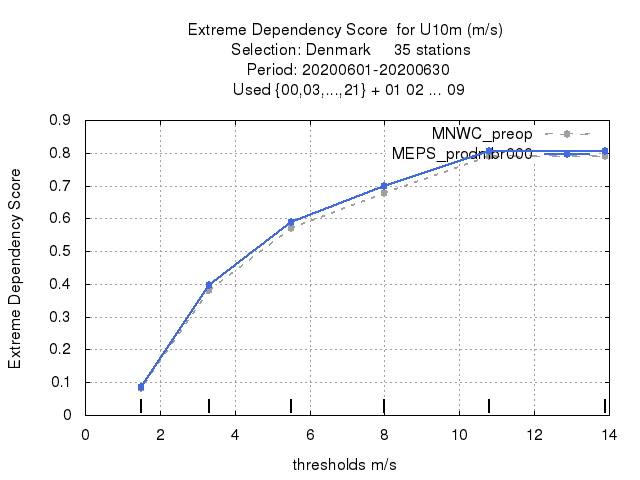 Extreme Dependency Score for U10m (m/s)
Selection: Denmark 35 stations
Period: 20200601-20200630
Used {00,03,...,21} + 01 02 ... 09
MNWC_preop
MEPS_prodmbr000
Extreme Dependency Score
0.9
0.8
0.7
0.6
0.5
0.4
0.3
0.2
0.1
0
0 2 4 6 8 10 12 14
thresholds m/s